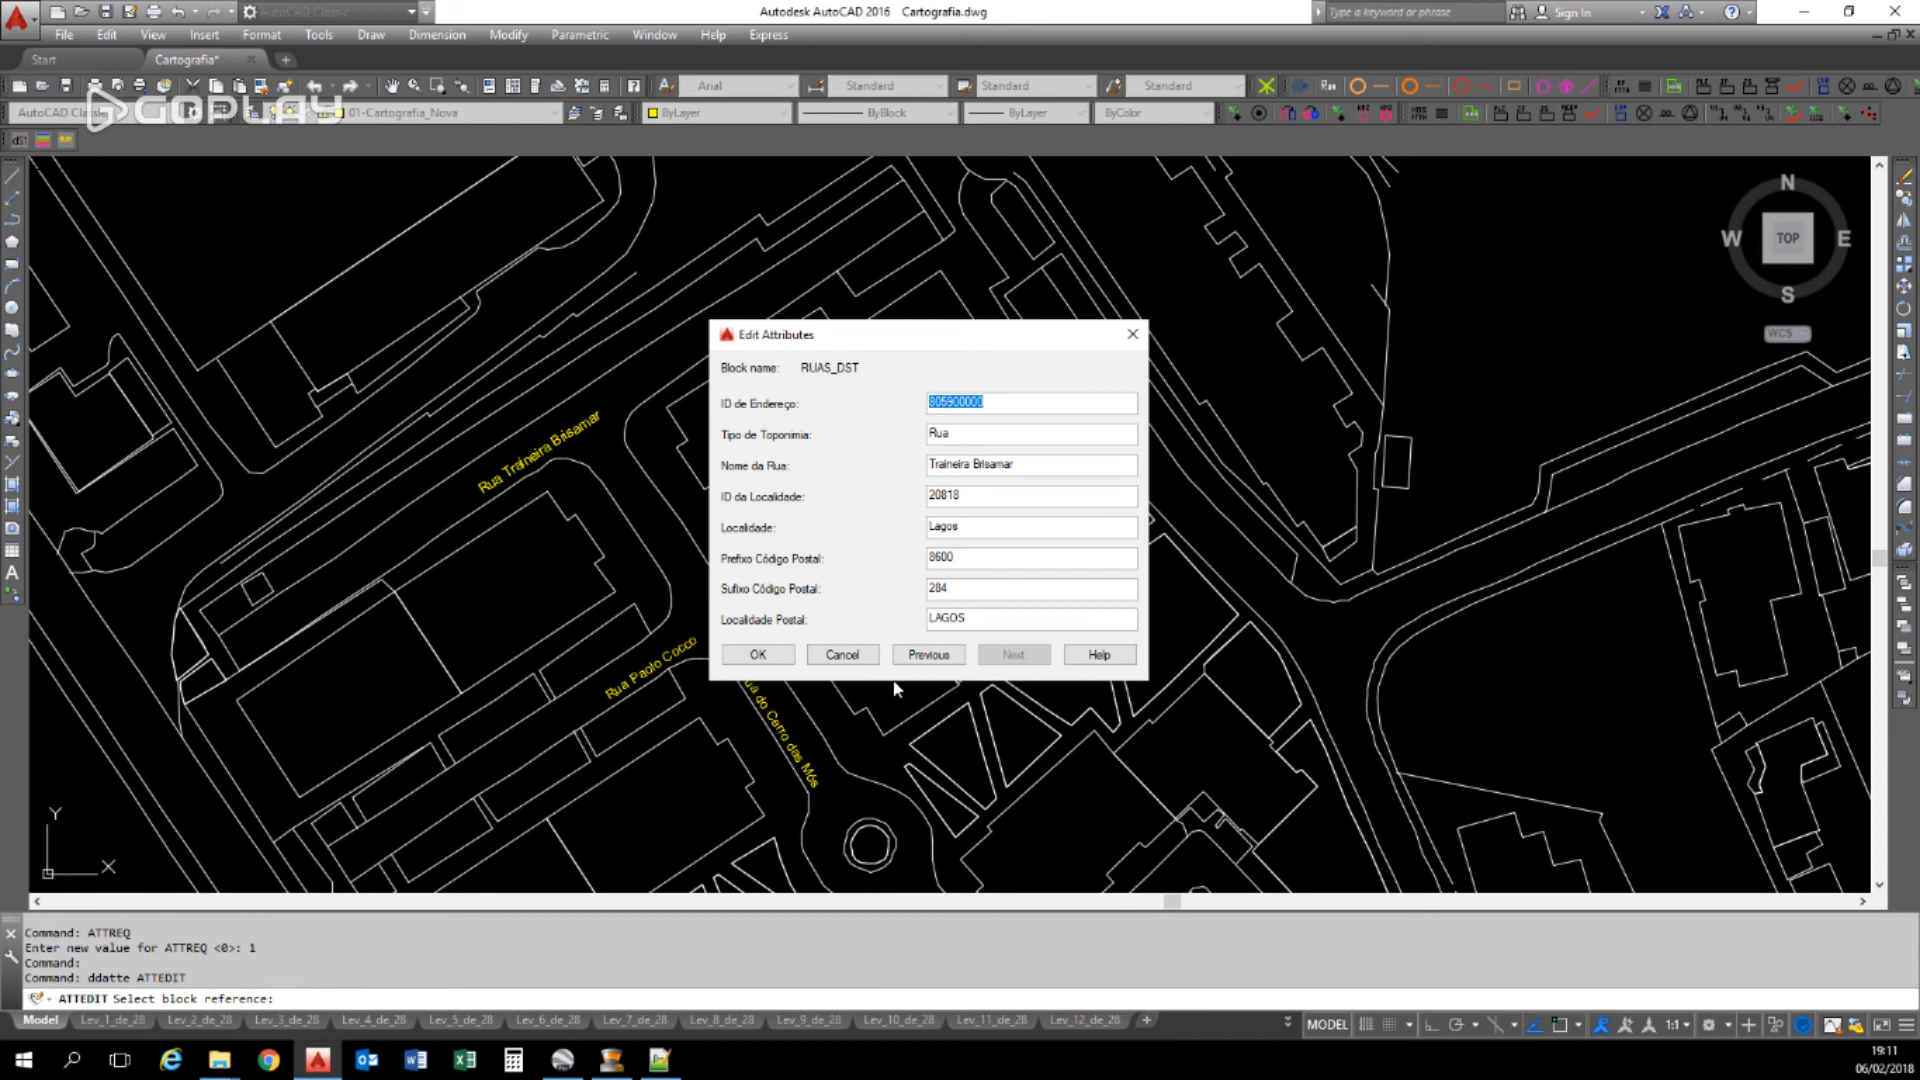 AutoCAD Classic
Autodesk AutoCAD 2016 Cartografia.dwg
Type a keyword or phrase
Sign In
File Edit View Insert Format Tools Draw Dimension Modify Parametric Window Help Express
Start
Cartografia*
Arial
Standard
Standard
Standard
AutoCAD Classic
GOPLAY
01-Cartografia_Nova
ByLayer
ByBlock
ByLayer
ByColor
N
W
TOP
E
S
WCS
Edit Attributes
Block name: RUAS_DST
ID de Endereço: 805900000
Tipo de Toponimia: Rua
Nome da Rua: Traineira Brisamar
ID da Localidade: 20818
Localidade: Lagos
Prefixo Código Postal: 8600
Sufixo Código Postal: 284
Localidade Postal: LAGOS
OK Cancel Previous Next Help
Rua Traineira Brisamar
Rua Paolo Cocco
ua do Cerro das Mós
Y
X
Command: ATTREQ
Enter new value for ATTREQ <0>: 1
Command:
Command: ddatte ATTEDIT
ATTEDIT Select block reference:
Model Lev_1_de_28 Lev_2_de_28 Lev_3_de_28 Lev_4_de_28 Lev_5_de_28 Lev_6_de_28 Lev_7_de_28 Lev_8_de_28 Lev_9_de_28 Lev_10_de_28 Lev_11_de_28 Lev_12_de_28
MODEL
1:1
19:11
06/02/2018